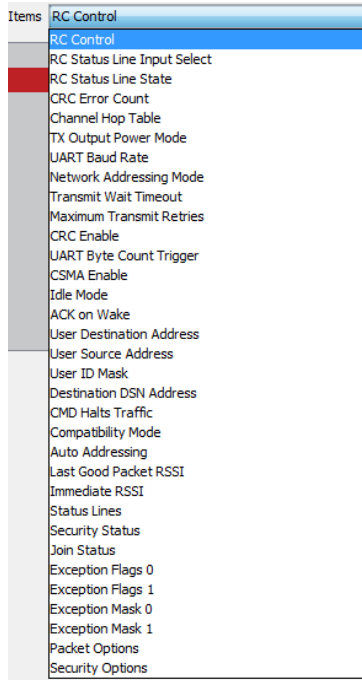 Items RC Control
RC Control
RC Status Line Input Select
RC Status Line State
CRC Error Count
Channel Hop Table
TX Output Power Mode
UART Baud Rate
Network Addressing Mode
Transmit Wait Timeout
Maximum Transmit Retries
CRC Enable
UART Byte Count Trigger
CSMA Enable
Idle Mode
ACK on Wake
User Destination Address
User Source Address
User ID Mask
Destination DSN Address
CMD Halts Traffic
Compatibility Mode
Auto Addressing
Last Good Packet RSSI
Immediate RSSI
Status Lines
Security Status
Join Status
Exception Flags 0
Exception Flags 1
Exception Mask 0
Exception Mask 1
Packet Options
Security Options